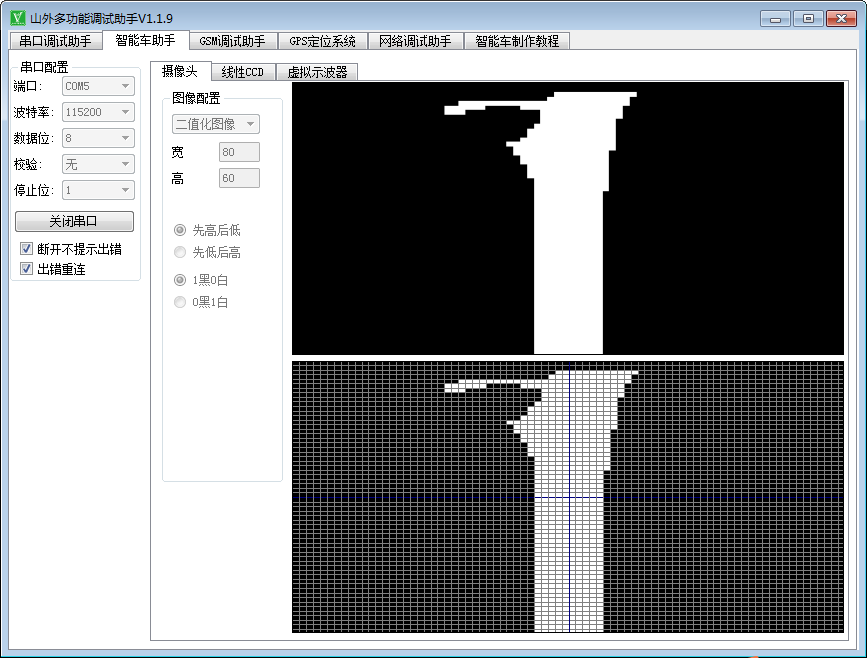 山外多功能调试助手V1.1.9
串口调试助手 智能车助手 GSM调试助手 GPS定位系统 网络调试助手 智能车制作教程
串口配置
端口: COM5
波特率: 115200
数据位: 8
校验: 无
停止位: 1
关闭串口
断开不提示出错
出错重连
摄像头 线性CCD 虚拟示波器
图像配置
二值化图像
宽 80
高 60
先高后低
先低后高
1黑0白
0黑1白